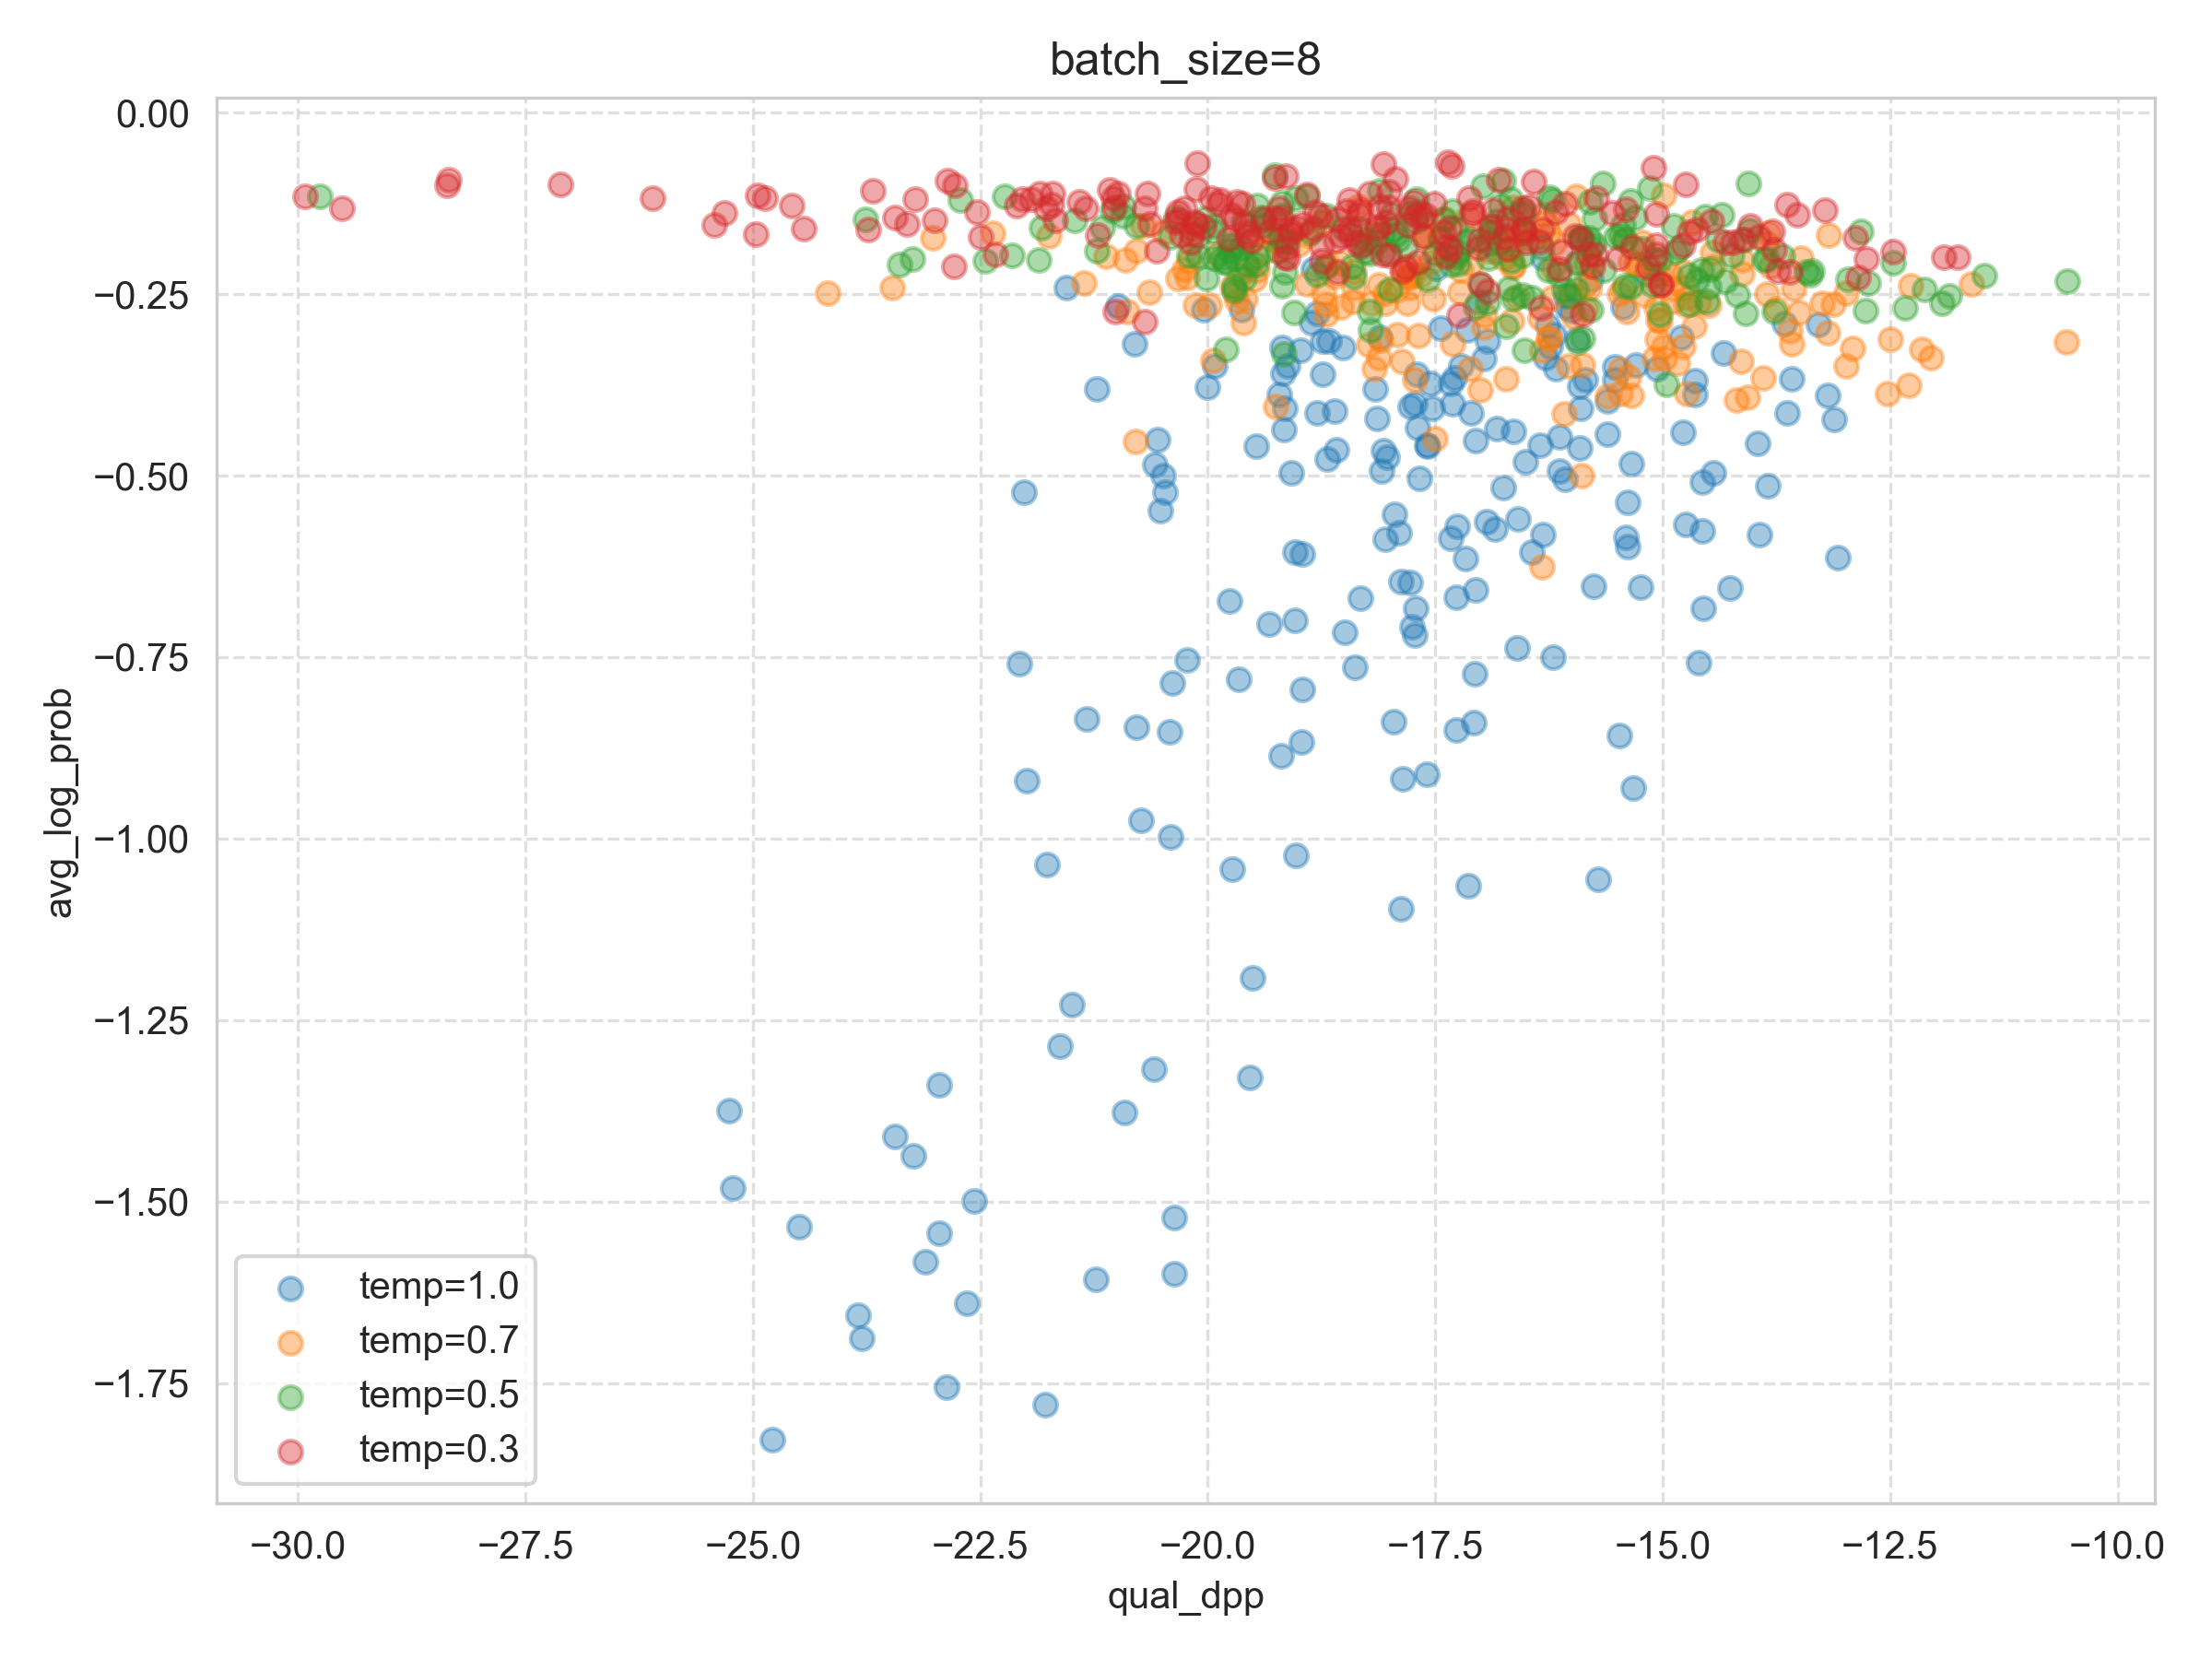 batch_size=8
0.00
−0.25
−0.50
−0.75
−1.00
−1.25
−1.50
−1.75
avg_log_prob
temp=1.0
temp=0.7
temp=0.5
temp=0.3
−30.0 −27.5 −25.0 −22.5 −20.0 −17.5 −15.0 −12.5 −10.0
qual_dpp